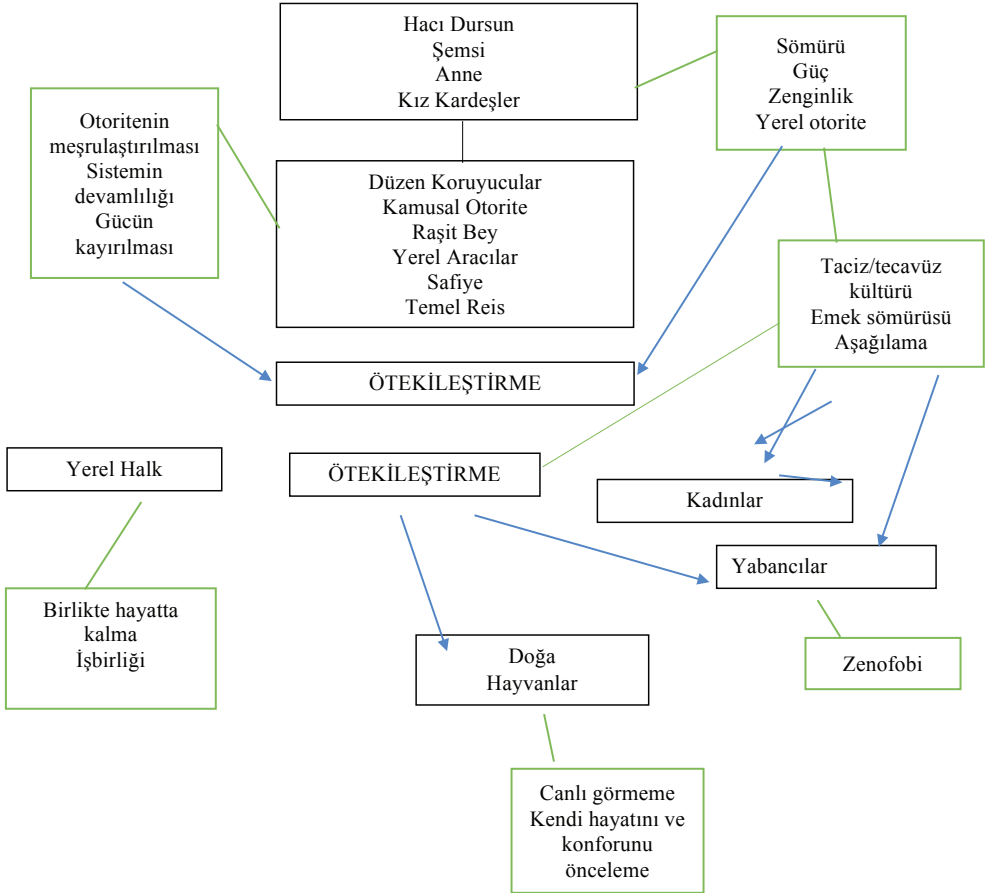 Hacı Dursun
Şemsi
Anne
Kız Kardeşler
Sömürü
Güç
Zenginlik
Yerel otorite
Otoritenin
meşrulaştırılması
Sistemin
devamlılığı
Gücün
kayırılması
Düzen Koruyucular
Kamusal Otorite
Raşit Bey
Yerel Aracılar
Safiye
Temel Reis
Taciz/tecavüz
kültürü
Emek sömürüsü
Aşağılama
ÖTEKİLEŞTİRME
Yerel Halk
ÖTEKİLEŞTİRME
Kadınlar
Yabancılar
Birlikte hayatta
kalma
İşbirliği
Doğa
Hayvanlar
Zenofobi
Canlı görmeme
Kendi hayatını ve
konforunu
önceleme